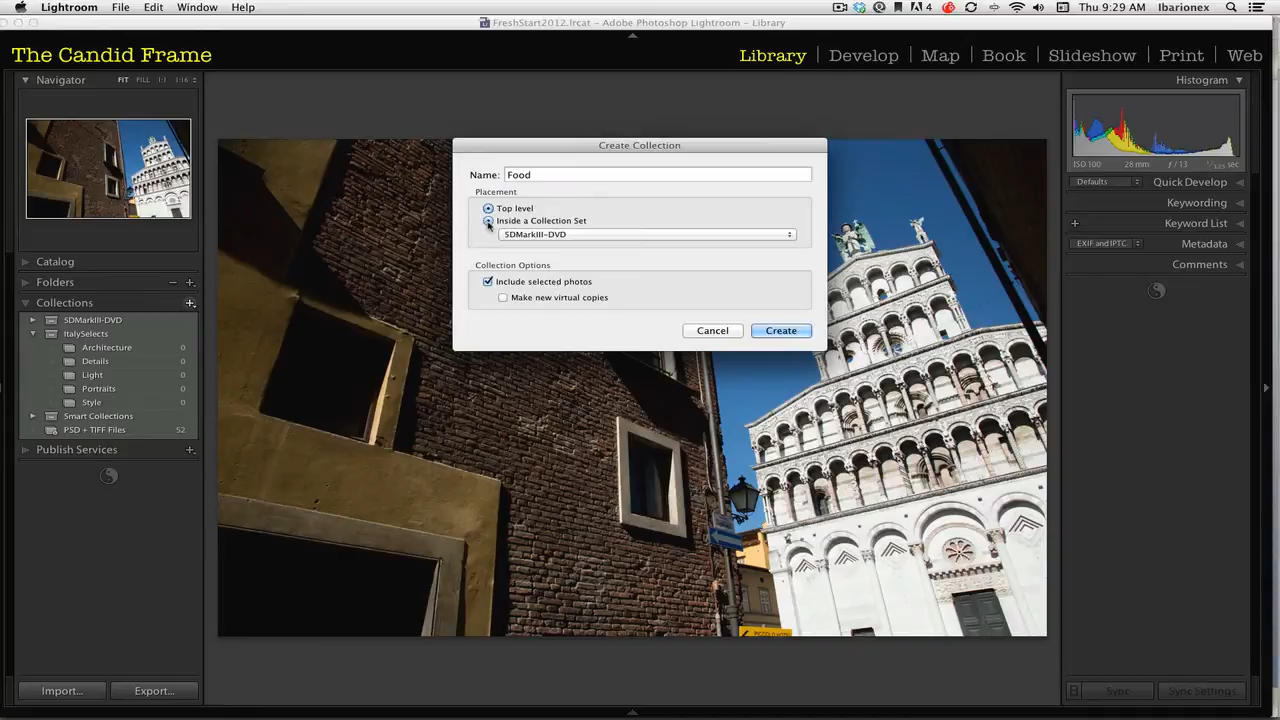 Lightroom File Edit Window Help
4 Thu 9:29 AM Ibarionex
FreshStart2012.lrcat - Adobe Photoshop Lightroom - Library
The Candid Frame
Library | Develop | Map | Book | Slideshow | Print | Web
Navigator FIT FILL 1:1 1:16
Histogram
ISO 100 28 mm f / 13 sec
Defaults Quick Develop
Keywording
Keyword List
EXIF and IPTC Metadata
Comments
Catalog
Folders
Collections
5DMarkIII-DVD
ItalySelects
Architecture 0
Details 0
Light 0
Portraits 0
Style 0
Smart Collections
PSD + TIFF Files 52
Publish Services
Create Collection
Name: Food
Placement
Top level
Inside a Collection Set
5DMarkIII-DVD
Collection Options
Include selected photos
Make new virtual copies
Cancel Create
Import... Export...
Sync Sync Settings